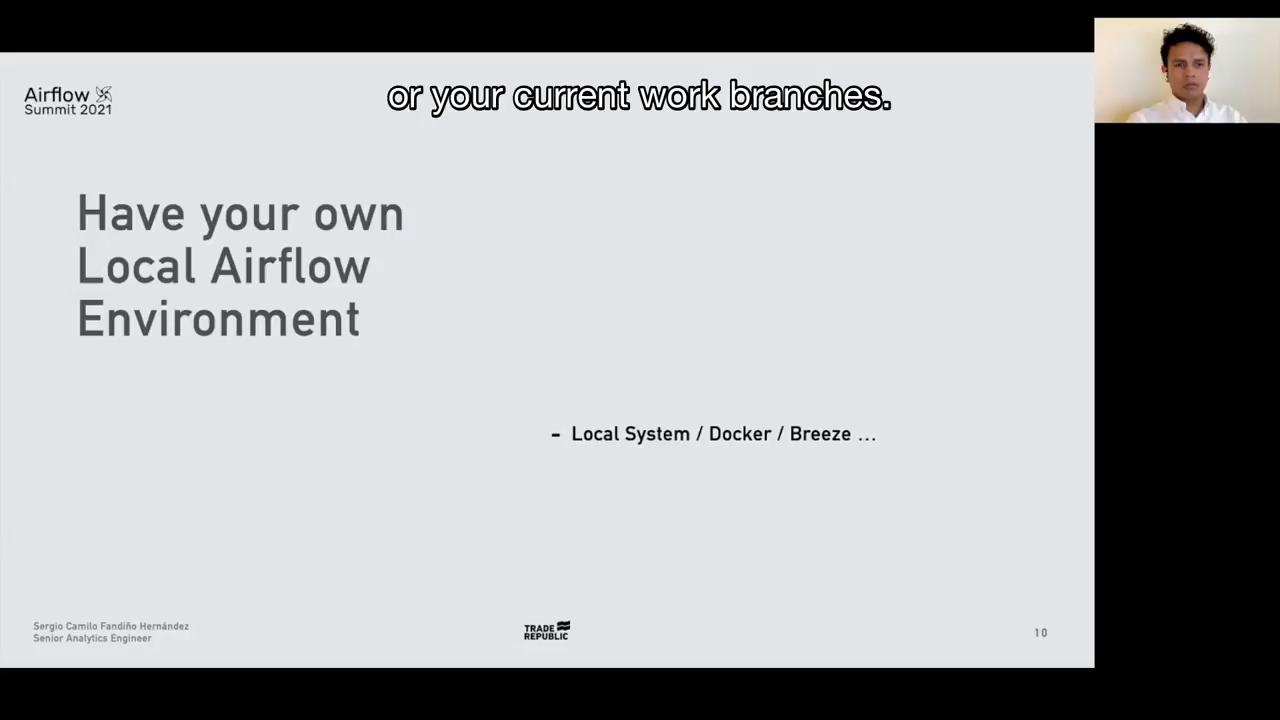 Airflow
Summit 2021
or your current work branches.
Have your own
Local Airflow
Environment
- Local System / Docker / Breeze ...
Sergio Camilo Fandiño Hernández
Senior Analytics Engineer
TRADE
REPUBLIC
10